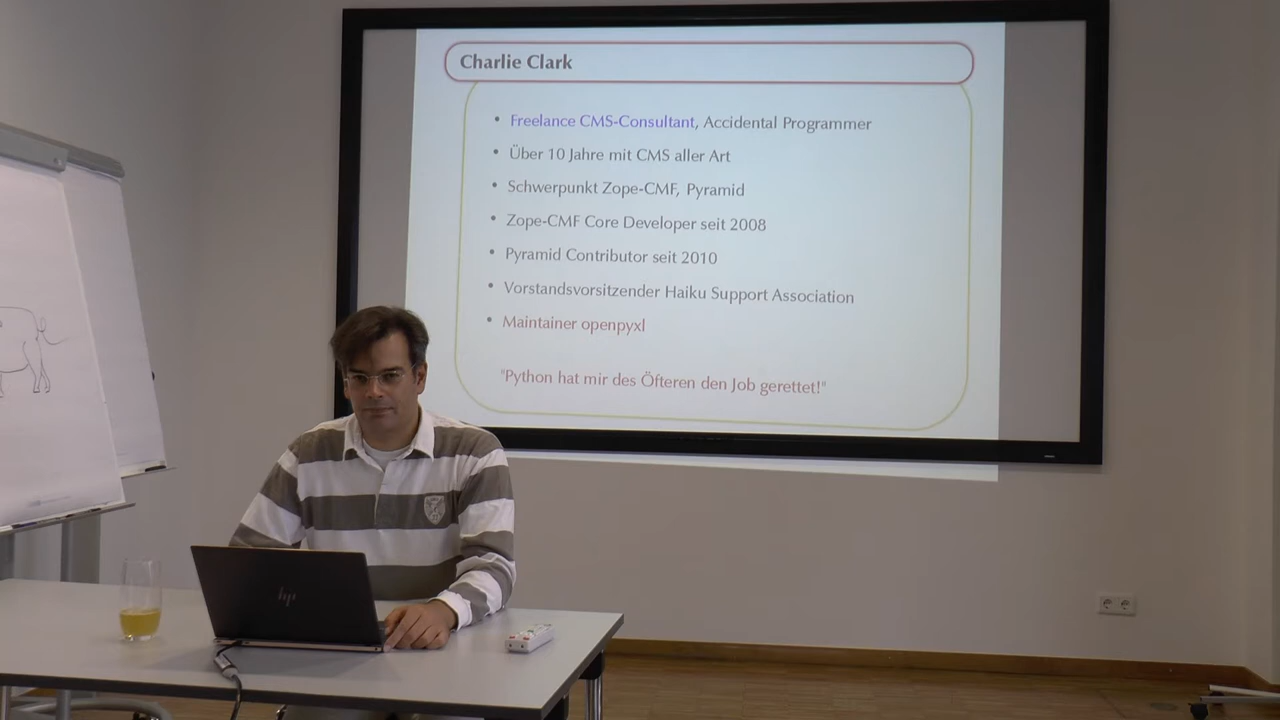 Charlie Clark
• Freelance CMS-Consultant, Accidental Programmer
• Über 10 Jahre mit CMS aller Art
• Schwerpunkt Zope-CMF, Pyramid
• Zope-CMF Core Developer seit 2008
• Pyramid Contributor seit 2010
• Vorstandsvorsitzender Haiku Support Association
• Maintainer openpyxl
"Python hat mir des Öfteren den Job gerettet!"
hp